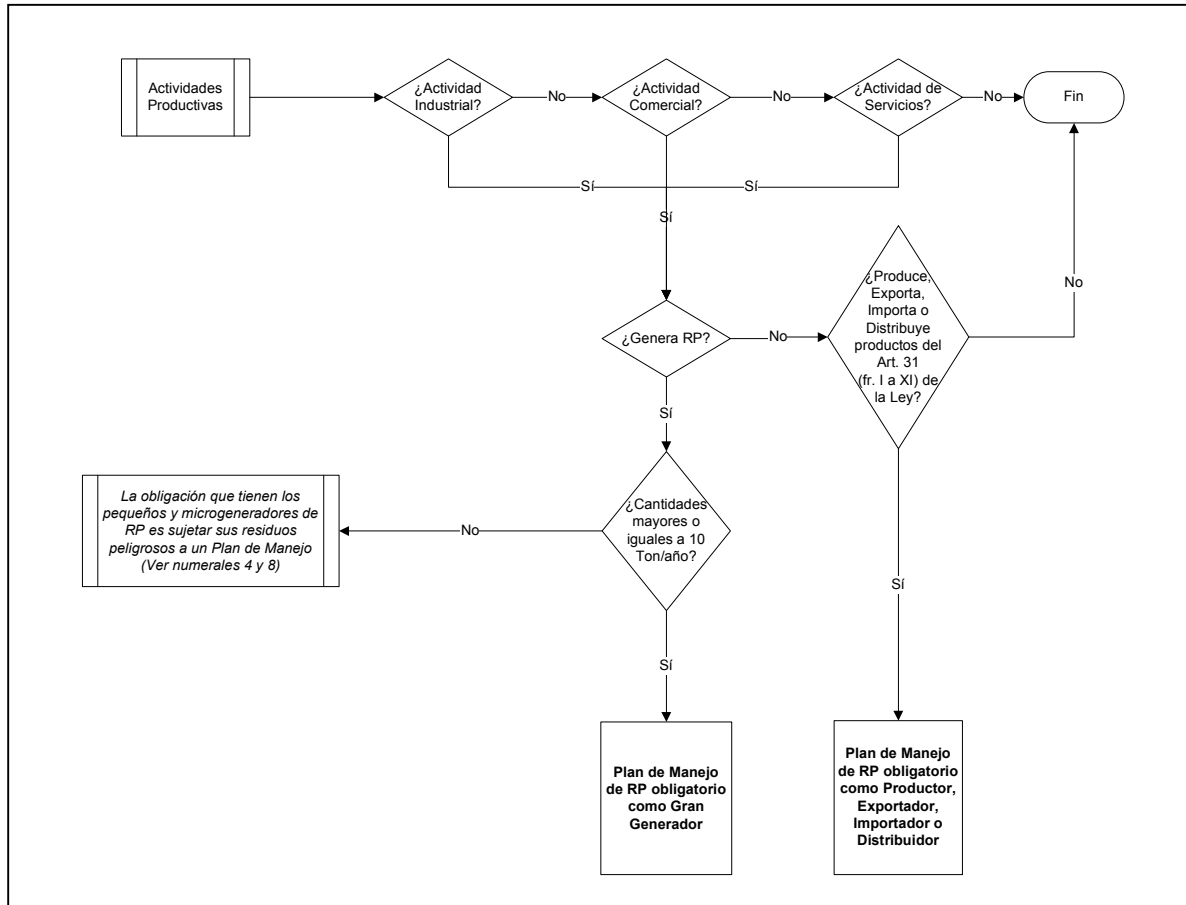 Actividades
Productivas
¿Actividad
Industrial?
No
¿Actividad
Comercial?
No
¿Actividad de
Servicios?
No
Fin
Sí
Sí
Sí
¿Genera RP?
No
¿Produce,
Exporta,
Importa o
Distribuye
productos del
Art. 31
(fr. I a XI) de
la Ley?
No
Sí
La obligación que tienen los
pequeños y microgeneradores de
RP es sujetar sus residuos
peligrosos a un Plan de Manejo
(Ver numerales 4 y 8)
No
¿Cantidades
mayores o
iguales a 10
Ton/año?
Sí
Sí
Plan de Manejo
de RP obligatorio
como Gran
Generador
Plan de Manejo
de RP obligatorio
como Productor,
Exportador,
Importador o
Distribuidor